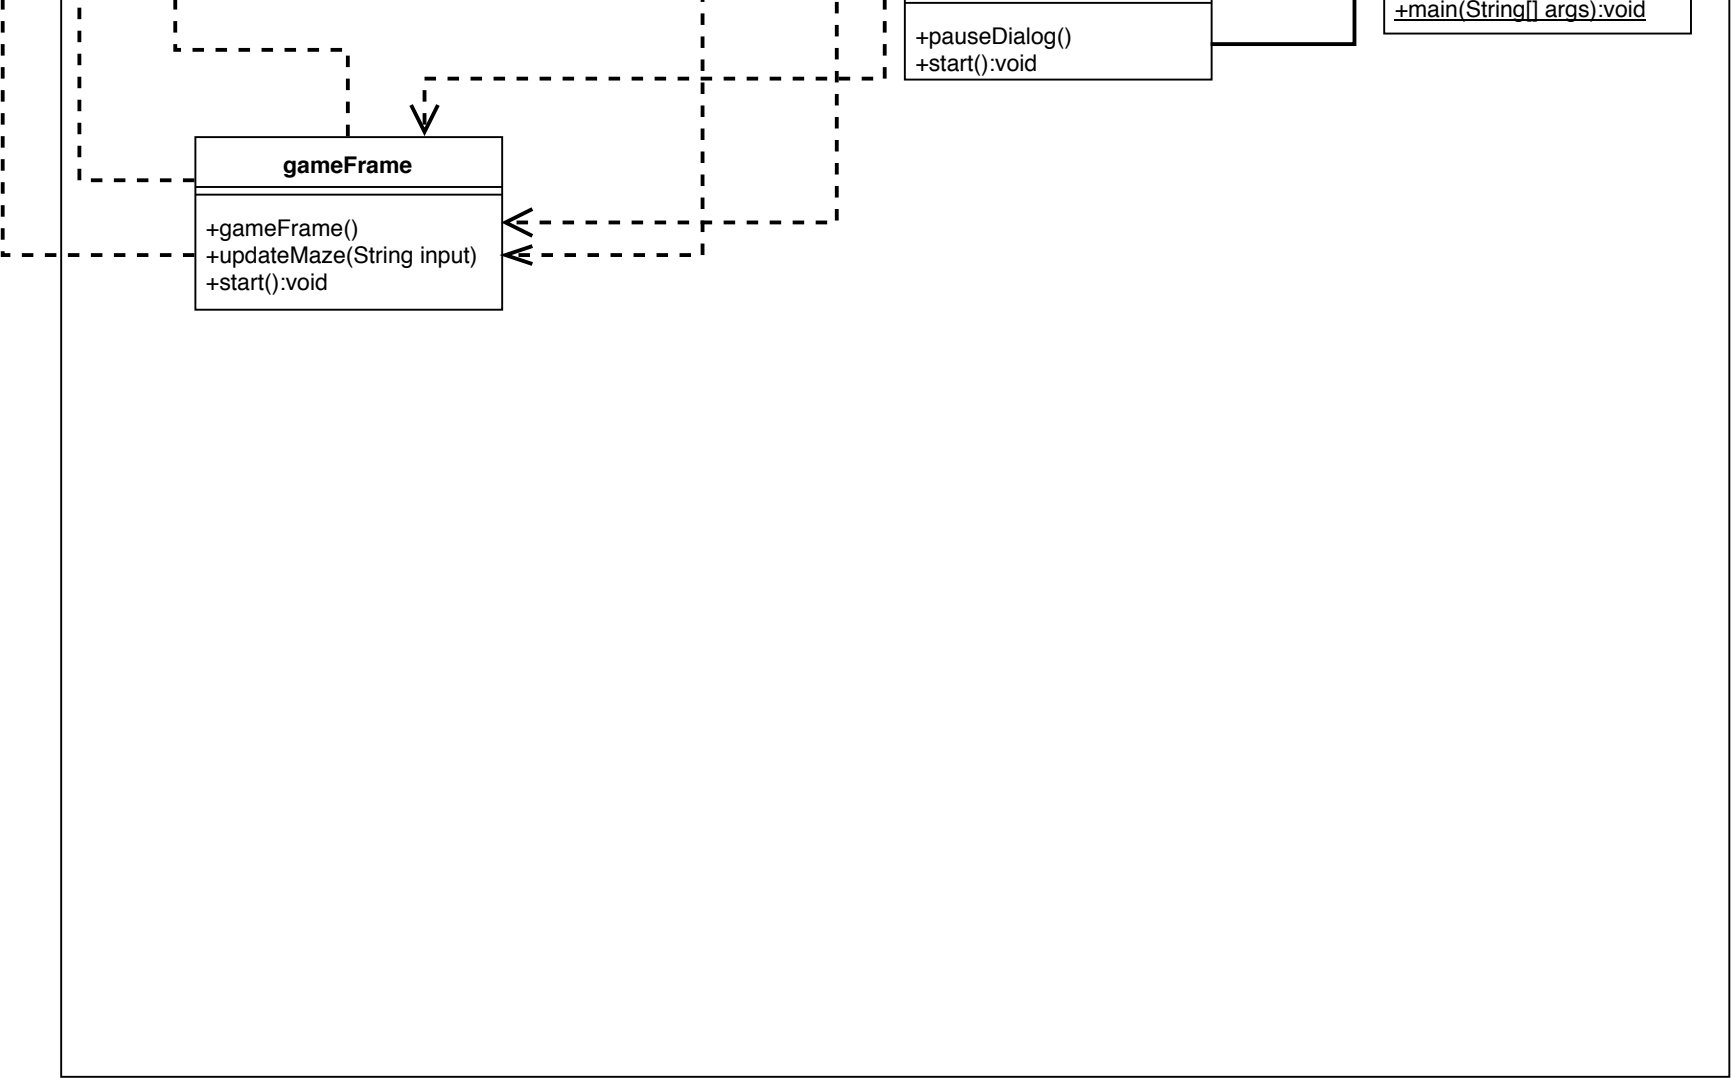 +main(String[] args):void
+pauseDialog()
+start():void
gameFrame
+gameFrame()
+updateMaze(String input)
+start():void